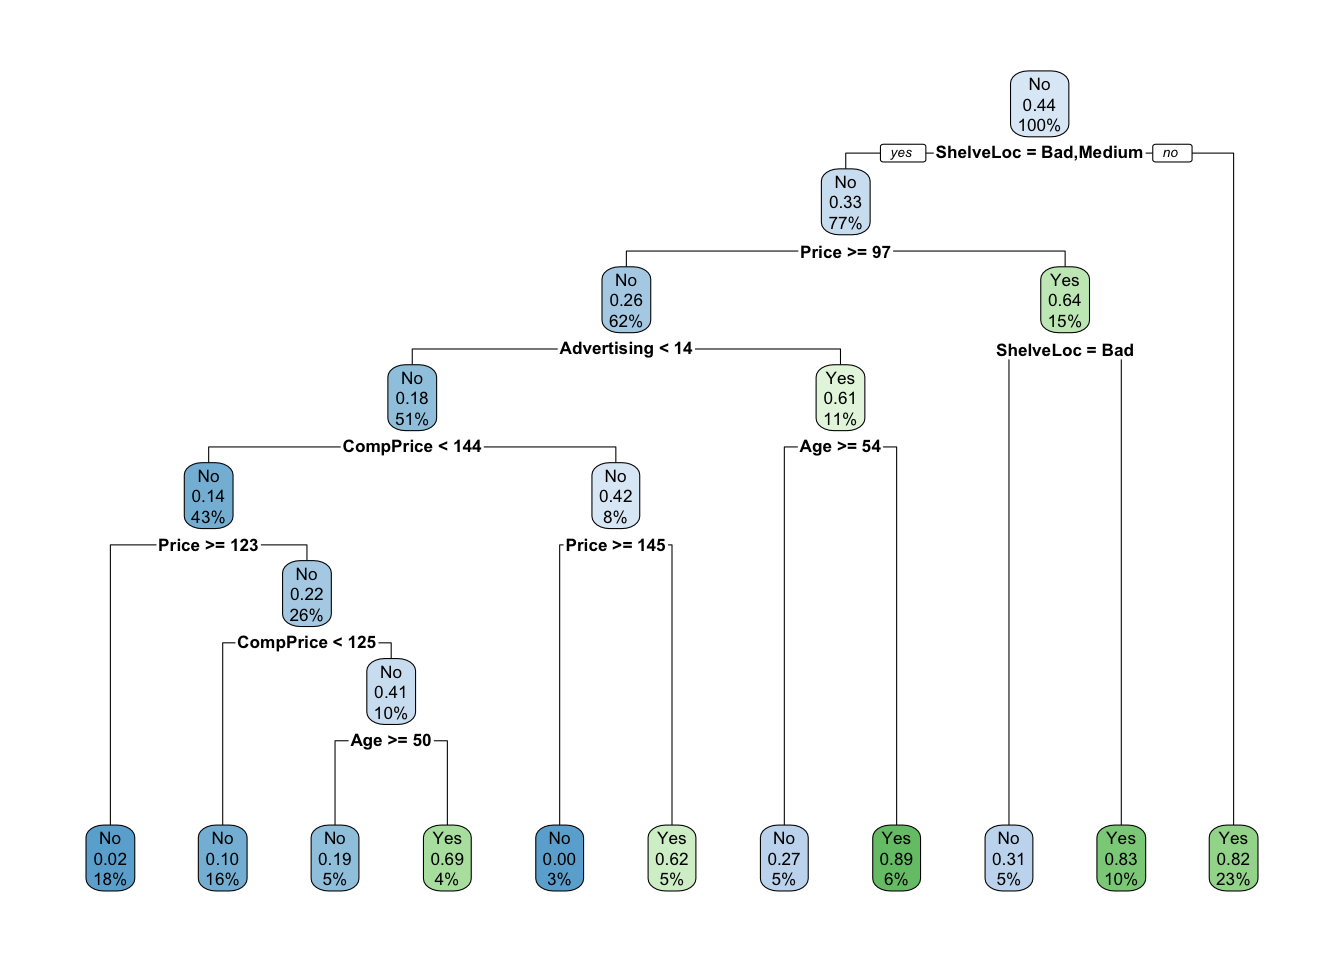 No
0.44
100%
yes
ShelveLoc = Bad,Medium
no
No
0.33
77%
Price >= 97
No
0.26
62%
Yes
0.64
15%
Advertising < 14
ShelveLoc = Bad
No
0.18
51%
Yes
0.61
11%
CompPrice < 144
Age >= 54
No
0.14
43%
No
0.42
8%
Price >= 123
Price >= 145
No
0.22
26%
CompPrice < 125
No
0.41
10%
Age >= 50
No
0.02
18%
No
0.10
16%
No
0.19
5%
Yes
0.69
4%
No
0.00
3%
Yes
0.62
5%
No
0.27
5%
Yes
0.89
6%
No
0.31
5%
Yes
0.83
10%
Yes
0.82
23%